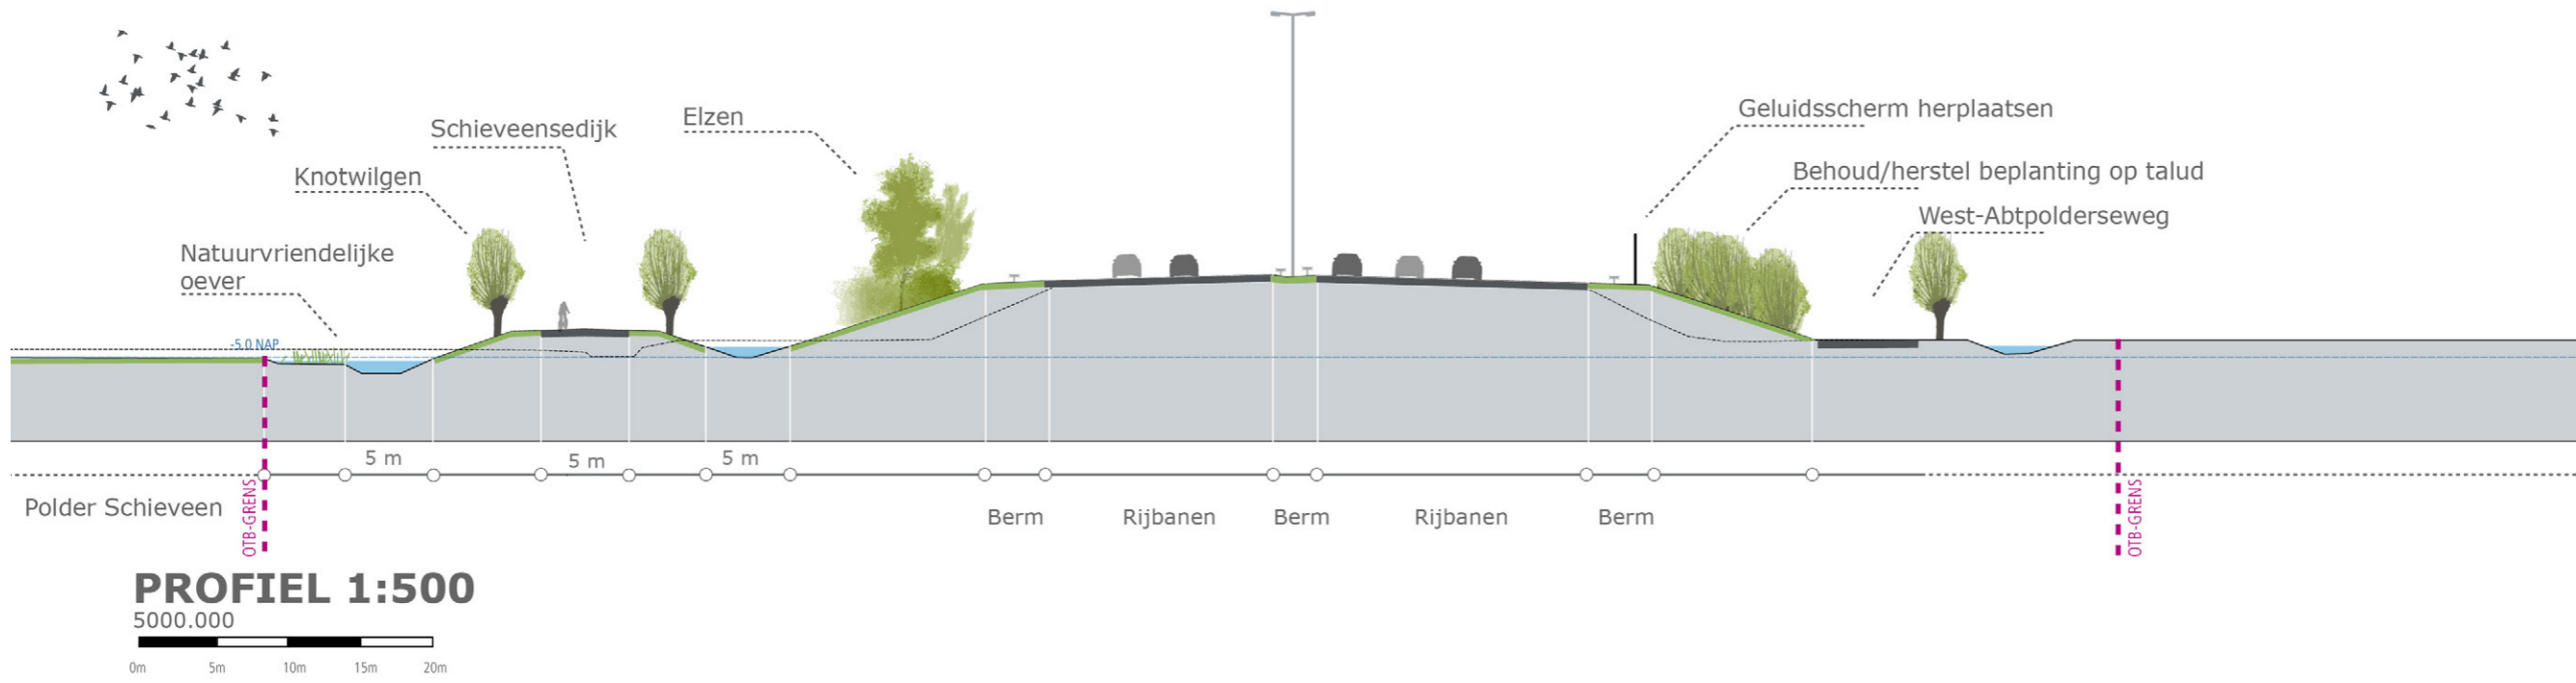 Elzen
Schieveensedijk
Knotwilgen
Natuurvriendelijke
oever
Geluidsscherm herplaatsen
Behoud/herstel beplanting op talud
West-Abtpolderseweg
-5.0 NAP
5 m
5 m
5 m
Polder Schieveen
OTB-GRENS
Berm
Rijbanen
Berm
Rijbanen
Berm
OTB-GRENS
PROFIEL 1:500
5000.000
0m 5m 10m 15m 20m